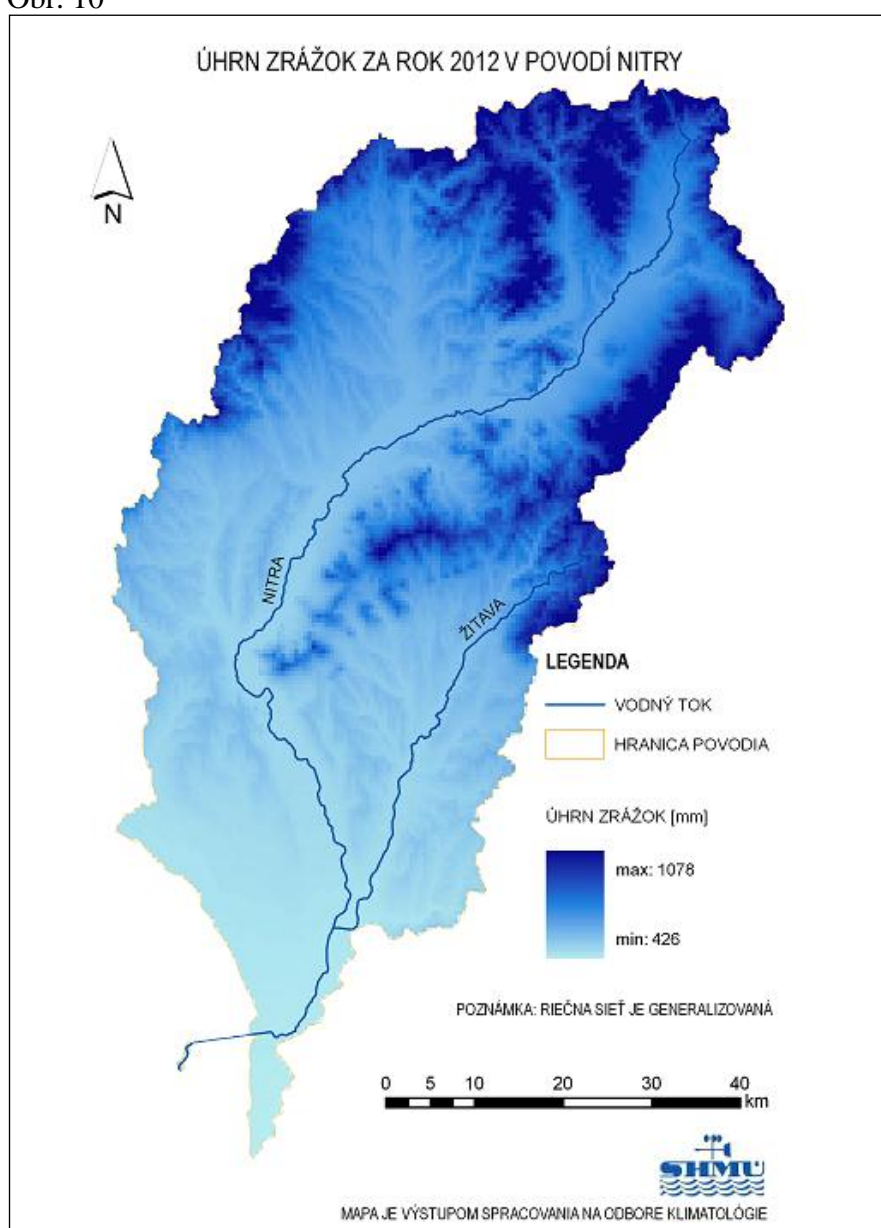 Obr. 10
ÚHRN ZRÁŽOK ZA ROK 2012 V POVODÍ NITRY
N
NITRA
ŽITAVA
LEGENDA
VODNÝ TOK
HRANICA POVODIA
ÚHRN ZRÁŽOK [mm]
max: 1078
min: 426
POZNÁMKA: RIEČNA SIEŤ JE GENERALIZOVANÁ
0 5 10 20 30 40
km
SHMÚ
MAPA JE VÝSTUPOM SPRACOVANIA NA ODBORE KLIMATOLÓGIE